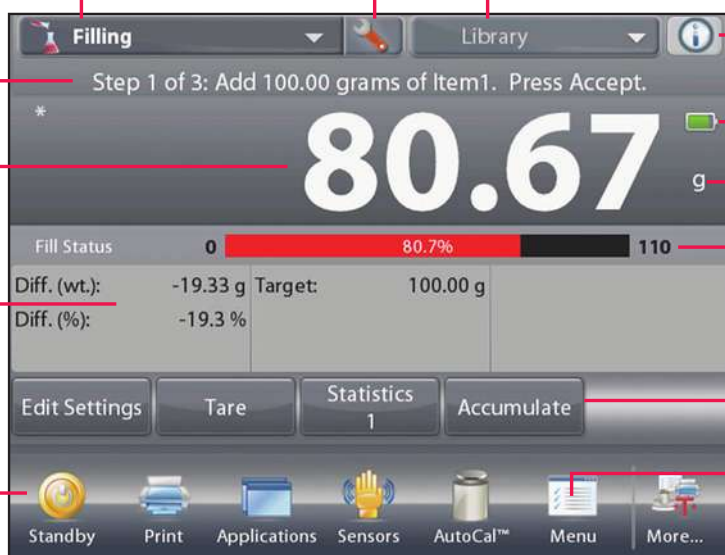 Filling Library
Step 1 of 3: Add 100.00 grams of Item1. Press Accept.
* 80.67 g
Fill Status 0 80.7% 110
Diff. (wt.): -19.33 g Target: 100.00 g
Diff. (%): -19.3 %
Edit Settings Tare Statistics Accumulate
1
Standby Print Applications Sensors AutoCal™ Menu More...